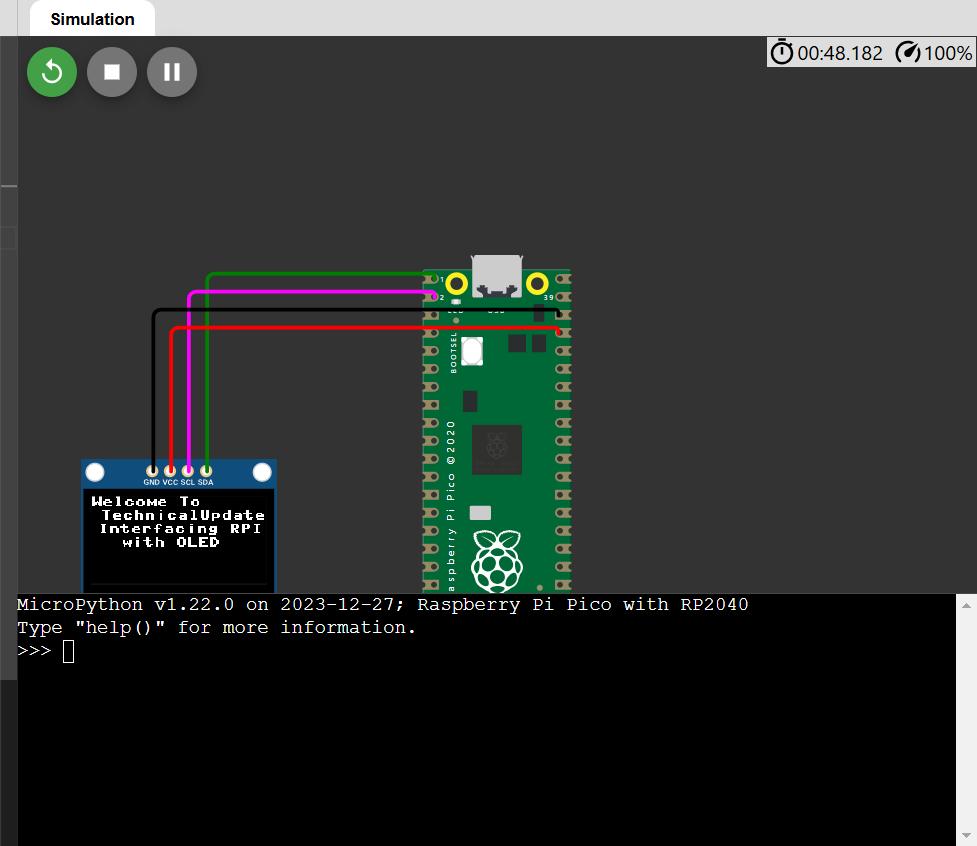 Simulation
00:48.182 100%
1
2
39
LED USB
BOOTSEL
GND VCC SCL SDA
Welcome To
TechnicalUpdate
Interfacing RPI
with OLED
aspberry Pi Pico ©2020
MicroPython v1.22.0 on 2023-12-27; Raspberry Pi Pico with RP2040
Type "help()" for more information.
>>>